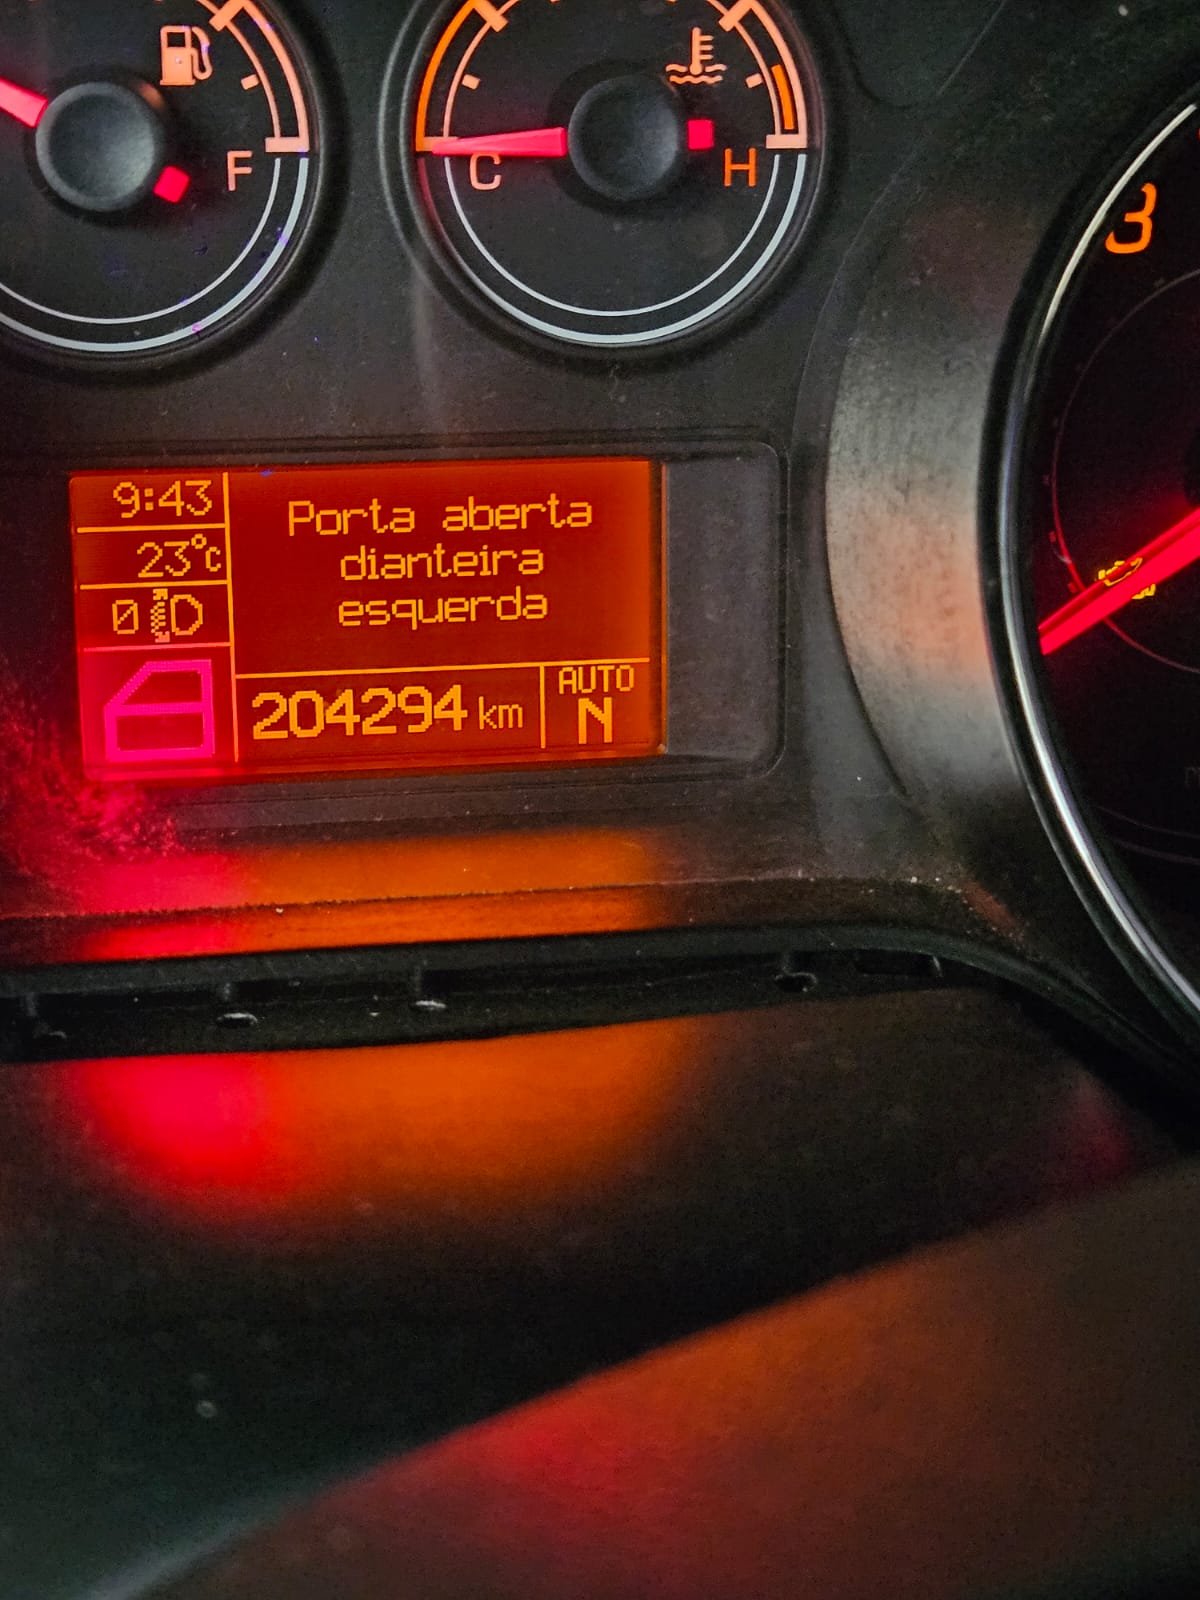 F
C
H
3
9:43
23°C
0
Porta aberta
dianteira
esquerda
204294 km
AUTO
N